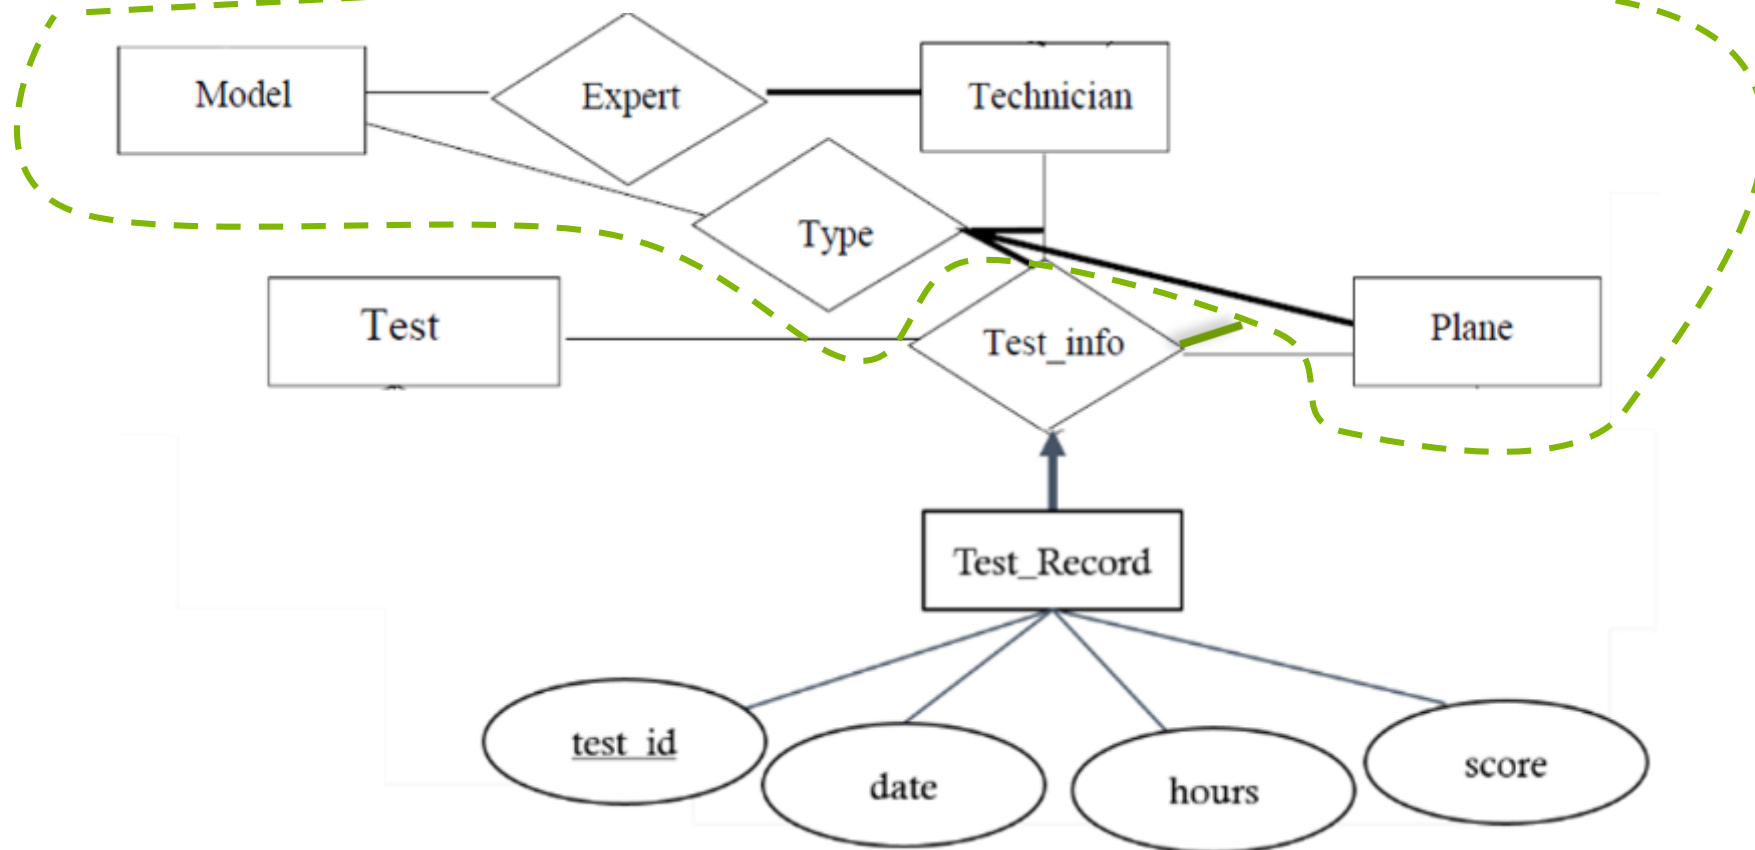 Model
Expert
Technician
Type
Test
Test_info
Plane
Test_Record
test_id
date
hours
score